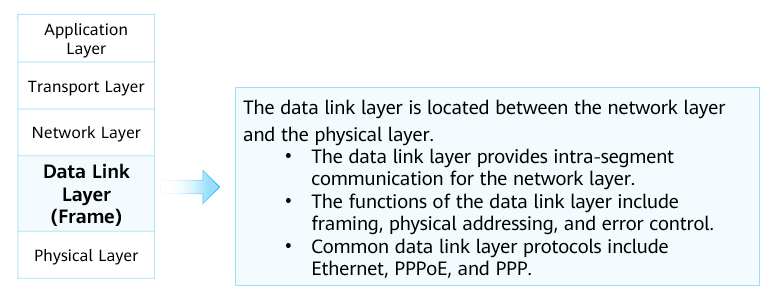 Application
Layer
Transport Layer
Network Layer
Data Link
Layer
(Frame)
Physical Layer
The data link layer is located between the network layer
and the physical layer.
• The data link layer provides intra-segment
communication for the network layer.
• The functions of the data link layer include
framing, physical addressing, and error control.
• Common data link layer protocols include
Ethernet, PPPoE, and PPP.